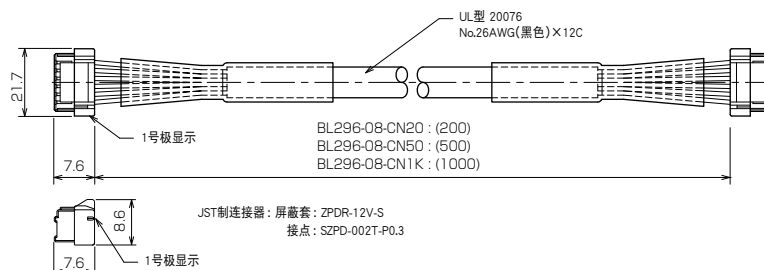 UL型 20076
No.26AWG(黑色)×12C
21.7
1号极显示
BL296-08-CN20 : (200)
BL296-08-CN50 : (500)
BL296-08-CN1K : (1000)
7.6
8.6
JST制连接器 : 屏蔽套 : ZPDR-12V-S
接点 : SZPD-002T-P0.3
1号极显示
7.6